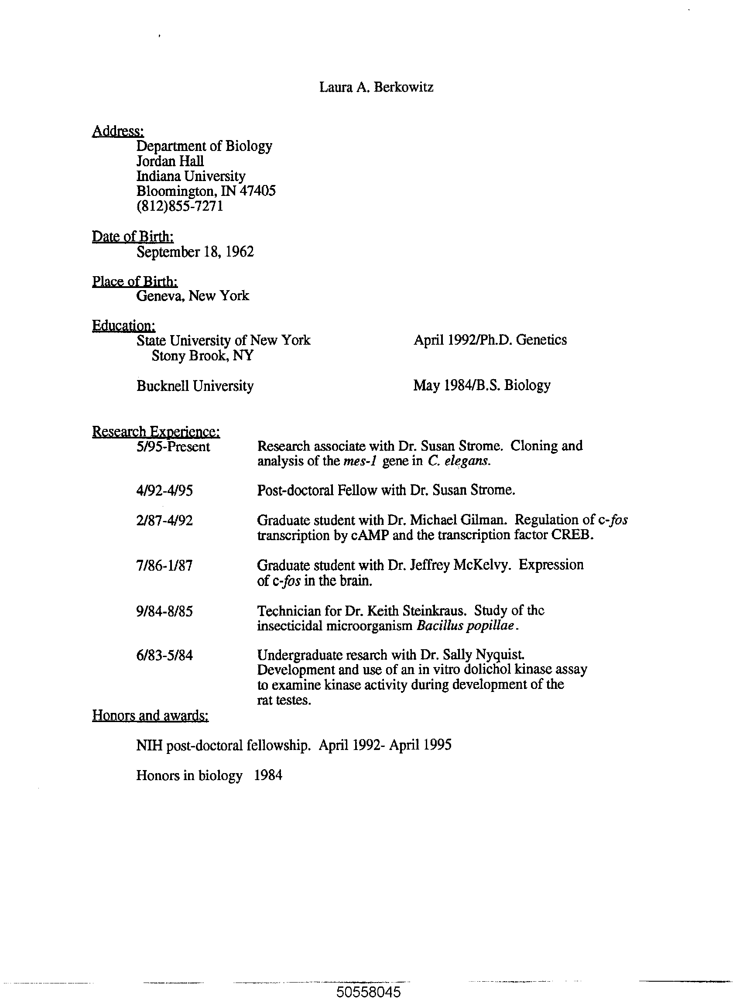 Laura A. Berkowitz
Address:
Department of Biology
Jordan Hall
Indiana University
Bloomington, IN 47405
(812)855-7271
Date of Birth:
September 18, 1962
Place of Birth:
Geneva, New York
Education:
State University of New York April 1992/Ph.D. Genetics
Stony Brook, NY
Bucknell University May 1984/B.S. Biology
Research Experience:
5/95-Present Research associate with Dr. Susan Strome. Cloning and
analysis of the mes-1 gene in C. elegans.
4/92-4/95 Post-doctoral Fellow with Dr. Susan Strome.
2/87-4/92 Graduate student with Dr. Michael Gilman. Regulation of c-fos
transcription by cAMP and the transcription factor CREB.
7/86-1/87 Graduate student with Dr. Jeffrey McKelvy. Expression
of c-fos in the brain.
9/84-8/85 Technician for Dr. Keith Steinkraus. Study of the
insecticidal microorganism Bacillus popillae.
6/83-5/84 Undergraduate resarch with Dr. Sally Nyquist.
Development and use of an in vitro dolichol kinase assay
to examine kinase activity during development of the
rat testes.
Honors and awards:
NIH post-doctoral fellowship. April 1992- April 1995
Honors in biology 1984
50558045